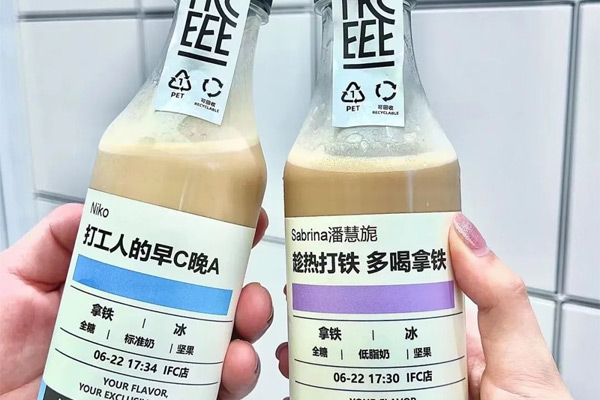 EEE
1
PET
可回收
RECYCLABLE
Niko
打工人的早C晚A
拿铁 | 冰
全糖 | 标准奶 | 坚果
06-22 17:34 IFC店
YOUR FLAVOR,
EEE
1
PET
可回收
RECYCLABLE
Sabrina潘慧旎
趁热打铁 多喝拿铁
拿铁 | 冰
全糖 | 低脂奶 | 坚果
06-22 17:30 IFC店
YOUR FLAVOR,